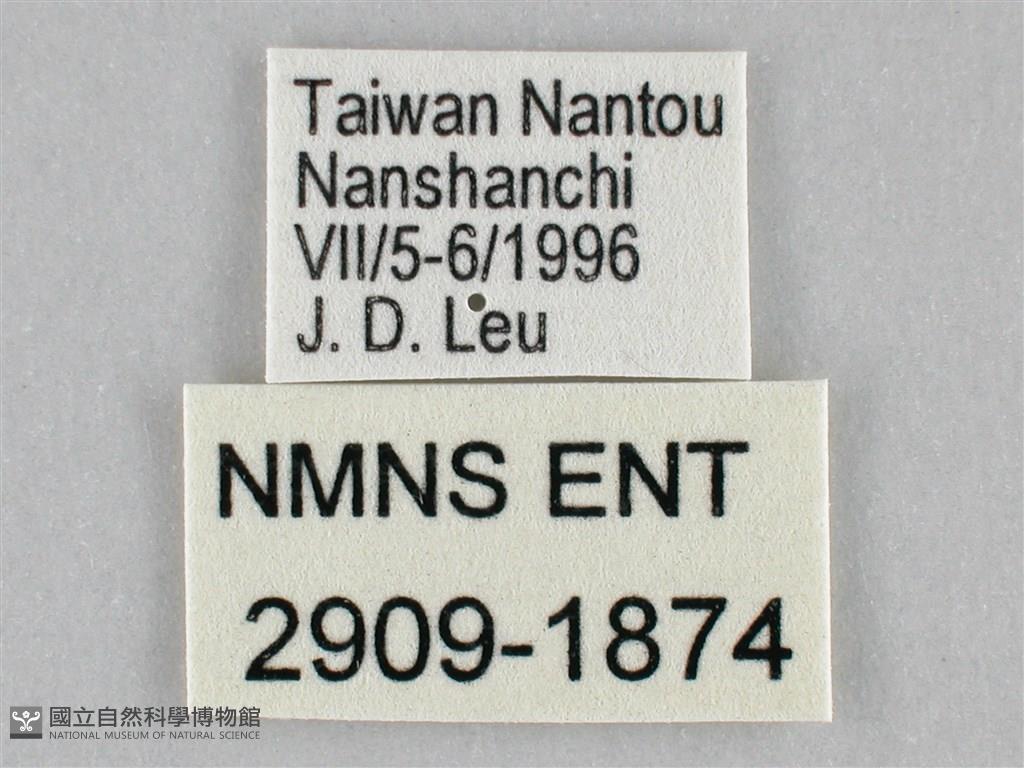 Taiwan Nantou
Nanshanchi
VII/5-6/1996
J. D. Leu
NMNS ENT
2909-1874
國立自然科學博物館
NATIONAL MUSEUM OF NATURAL SCIENCE